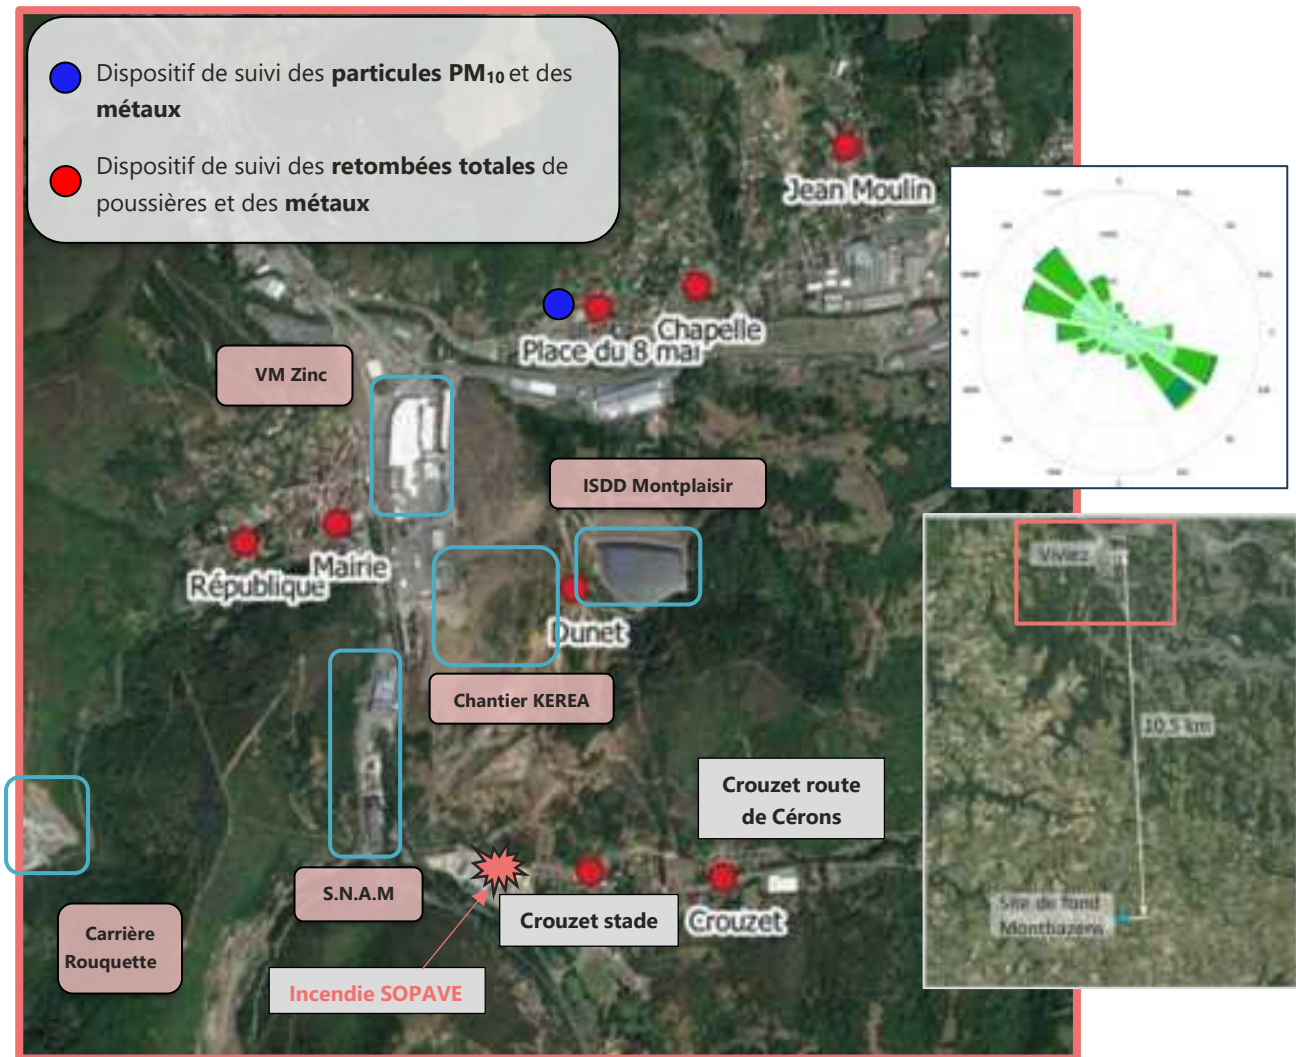 Dispositif de suivi des particules PM₁₀ et des
métaux
Dispositif de suivi des retombées totales de
poussières et des métaux
Jean Moulin
Chapelle
Place du 8 mai
VM Zinc
ISDD Montplaisir
Mairie
République
Dunet
Chantier KEREA
Viviez
10,5 km
Crouzet route
de Cérons
S.N.A.M
Crouzet stade
Crouzet
Site de fond
Carrière
Rouquette
Incendie SOPAVE